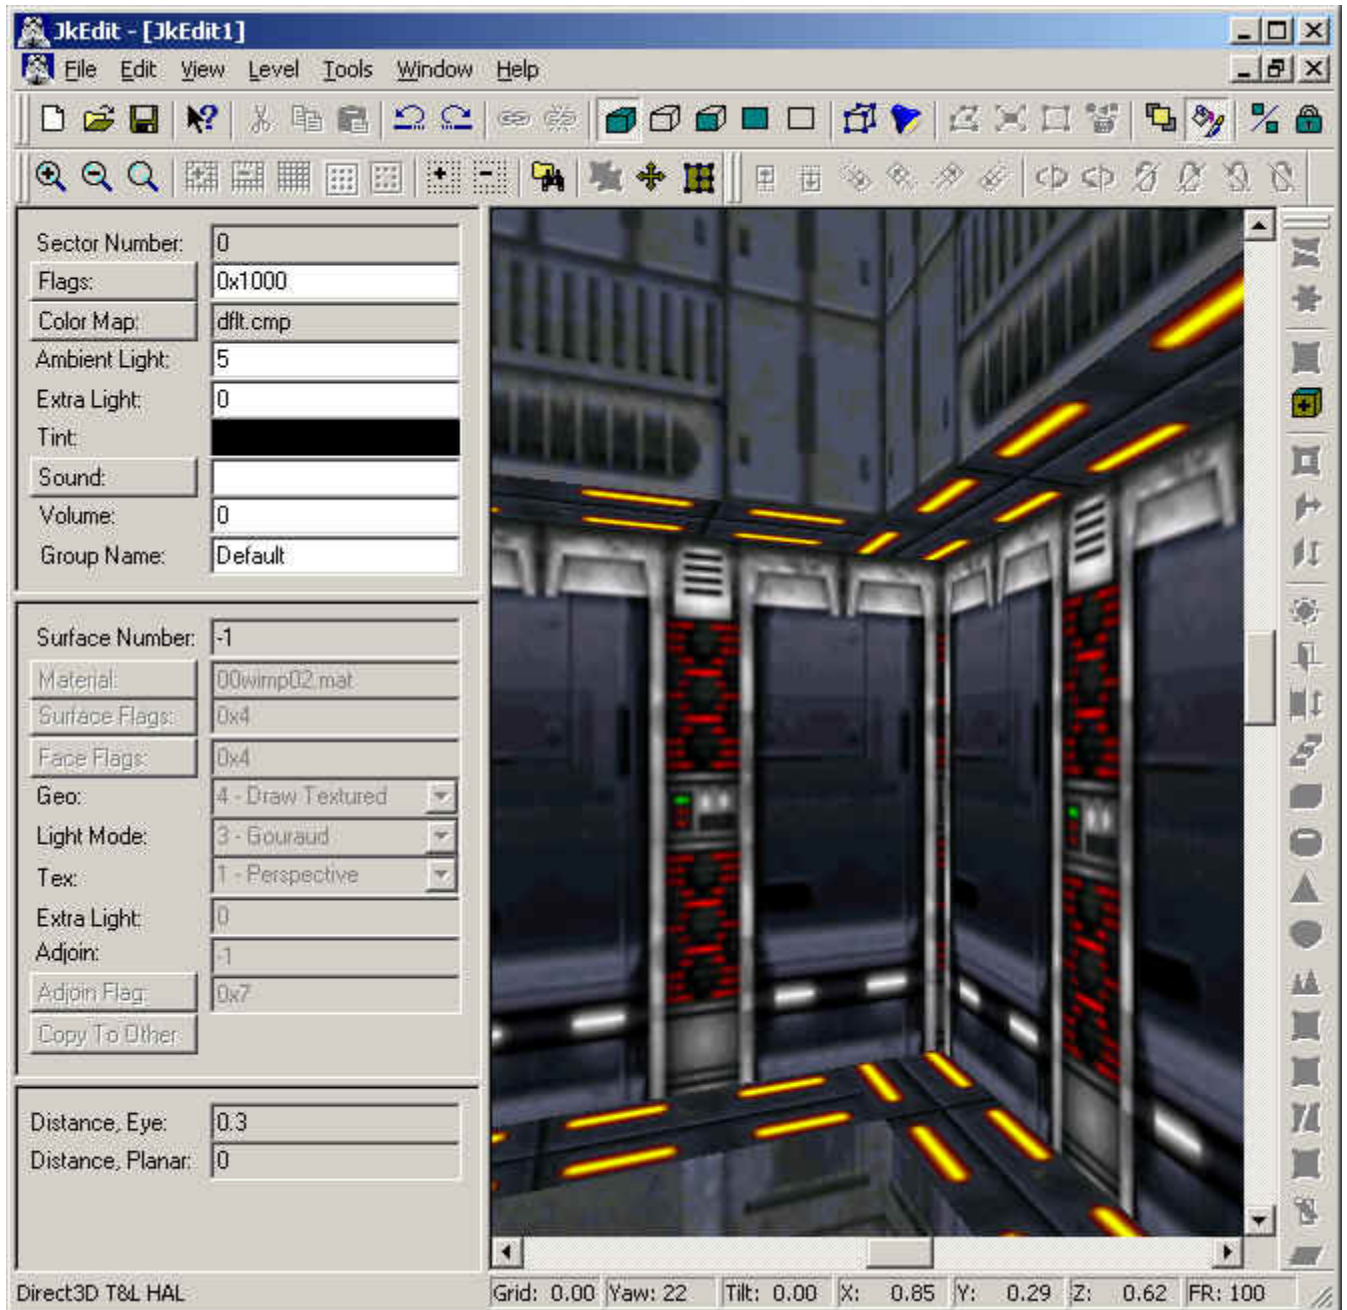 JkEdit - [JkEdit1]
File Edit View Level Tools Window Help
Sector Number: 0
Flags: 0x1000
Color Map: dflt.cmp
Ambient Light: 5
Extra Light: 0
Tint:
Sound:
Volume: 0
Group Name: Default
Surface Number: -1
Material: 00wimp02.mat
Surface Flags: 0x4
Face Flags: 0x4
Geo: 4 - Draw Textured
Light Mode: 3 - Gouraud
Tex: 1 - Perspective
Extra Light: 0
Adjoin: -1
Adjoin Flag: 0x7
Copy To Other
Distance, Eye: 0.3
Distance, Planar: 0
Direct3D T&L HAL Grid: 0.00 Yaw: 22 Tilt: 0.00 X: 0.85 Y: 0.29 Z: 0.62 FR: 100